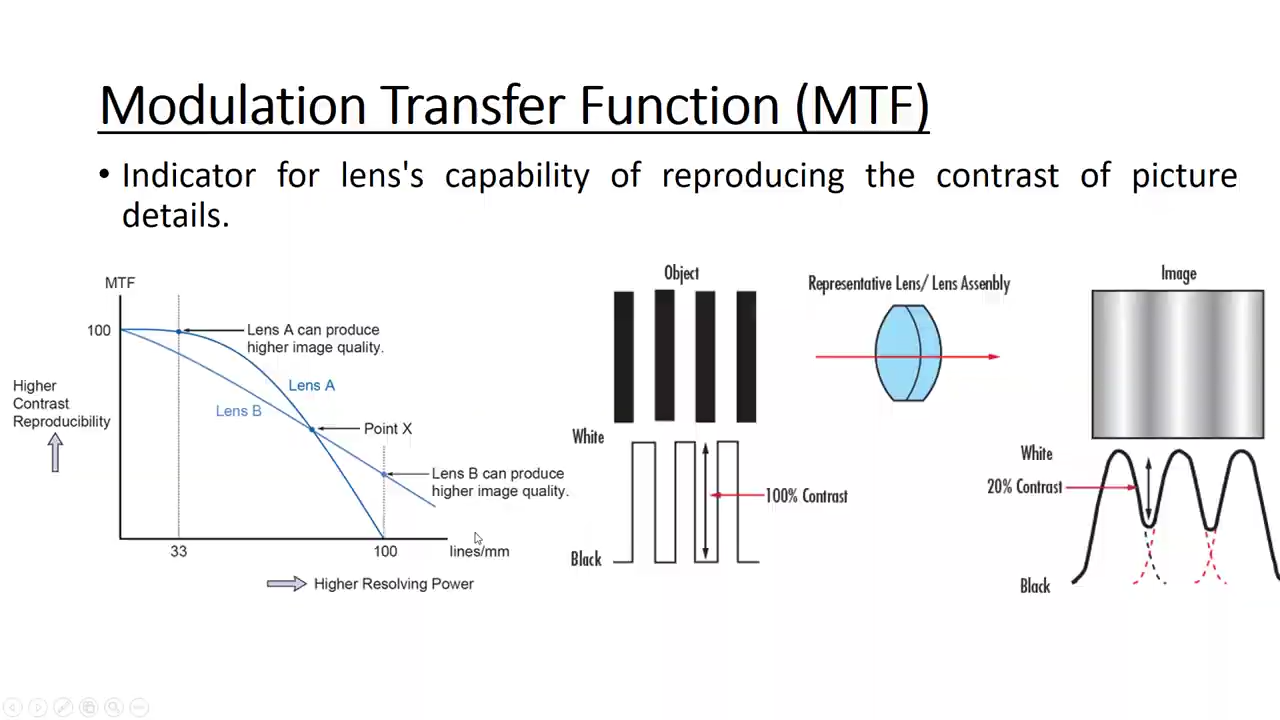 Modulation Transfer Function (MTF)
• Indicator for lens's capability of reproducing the contrast of picture
details.
MTF
100
Lens A can produce
higher image quality.
Higher
Contrast
Reproducibility
Lens A
Lens B
Point X
Lens B can produce
higher image quality.
33
100
lines/mm
Higher Resolving Power
Object
Representative Lens/ Lens Assembly
Image
White
100% Contrast
Black
White
20% Contrast
Black